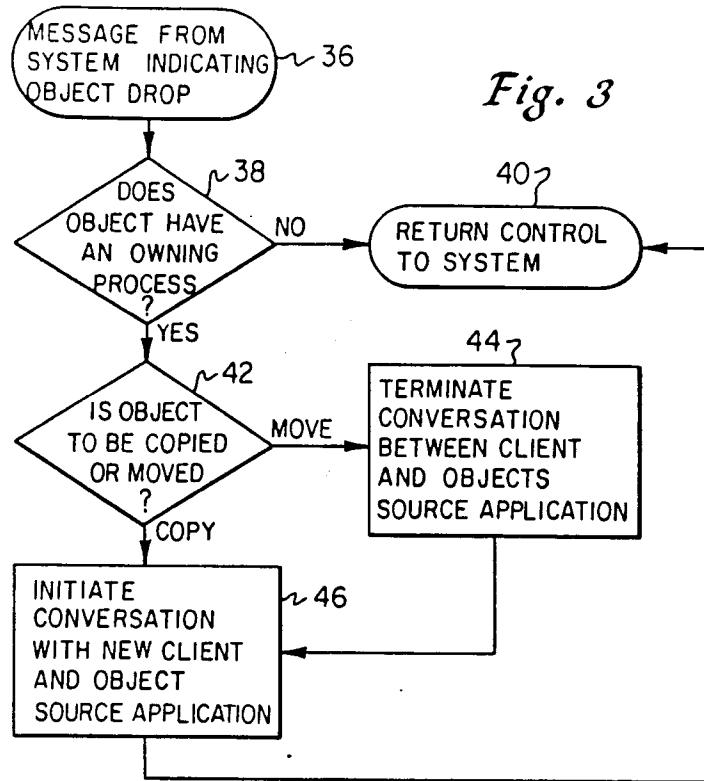 MESSAGE FROM
SYSTEM INDICATING
OBJECT DROP
36
Fig. 3
38
DOES
OBJECT HAVE
AN OWNING
PROCESS
?
NO
YES
40
RETURN CONTROL
TO SYSTEM
42
IS OBJECT
TO BE COPIED
OR MOVED
?
MOVE
COPY
44
TERMINATE
CONVERSATION
BETWEEN CLIENT
AND OBJECTS
SOURCE APPLICATION
INITIATE
CONVERSATION
WITH NEW CLIENT
AND OBJECT
SOURCE APPLICATION
46